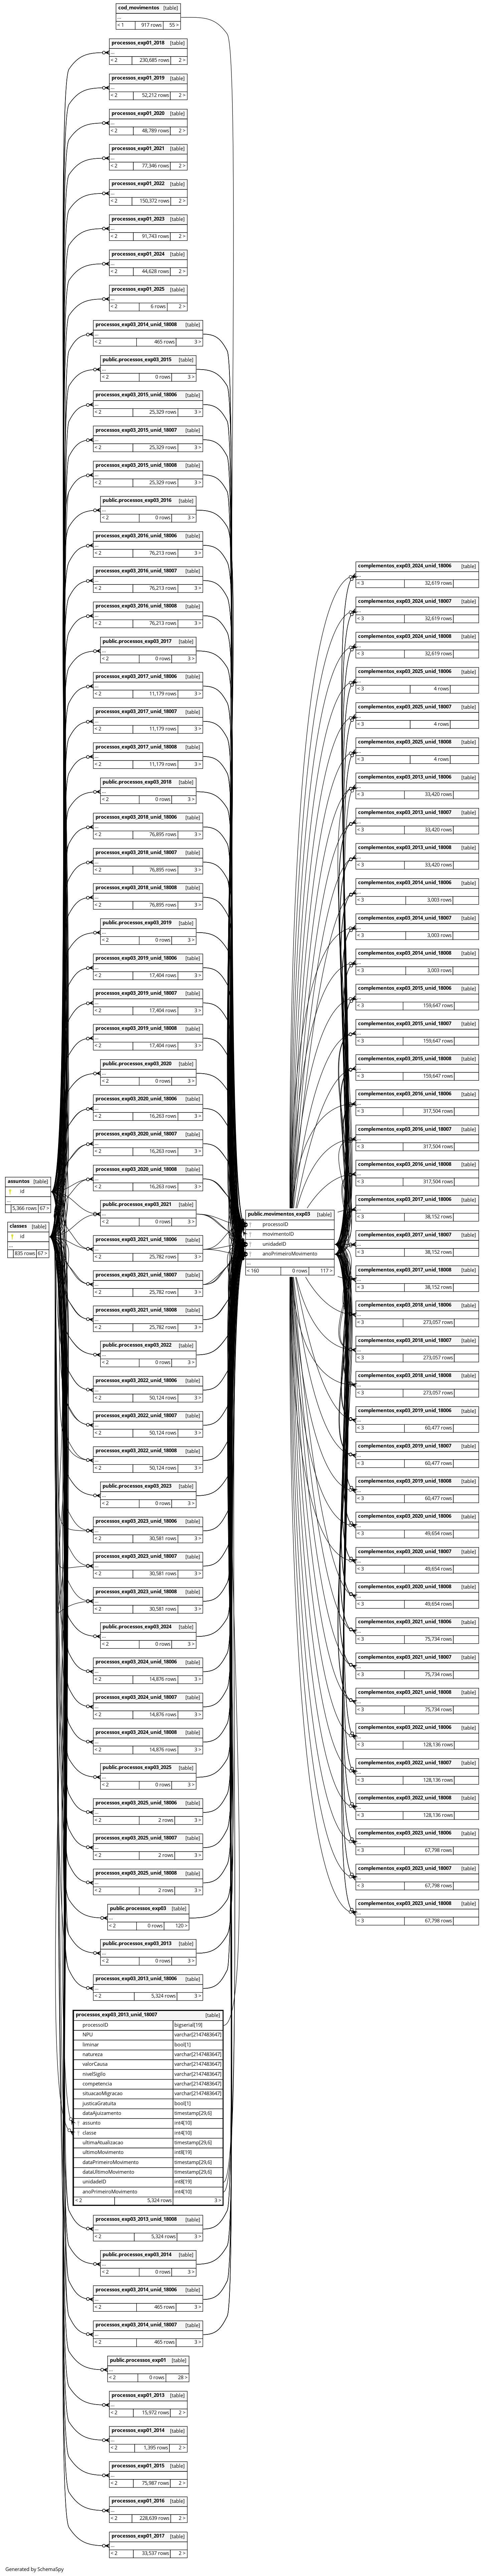 assuntos [table]
id
...
5,366 rows 67 >
classes [table]
id
...
835 rows 67 >
cod_movimentos [table]
...
< 1 917 rows 55 >
processos_exp01_2018 [table]
...
< 2 230,685 rows 2 >
processos_exp01_2019 [table]
...
< 2 52,212 rows 2 >
processos_exp01_2020 [table]
...
< 2 48,789 rows 2 >
processos_exp01_2021 [table]
...
< 2 77,346 rows 2 >
processos_exp01_2022 [table]
...
< 2 150,372 rows 2 >
processos_exp01_2023 [table]
...
< 2 91,743 rows 2 >
processos_exp01_2024 [table]
...
< 2 44,628 rows 2 >
processos_exp01_2025 [table]
...
< 2 6 rows 2 >
processos_exp03_2014_unid_18008 [table]
...
< 2 465 rows 3 >
public.processos_exp03_2015 [table]
...
< 2 0 rows 3 >
processos_exp03_2015_unid_18006 [table]
...
< 2 25,329 rows 3 >
processos_exp03_2015_unid_18007 [table]
...
< 2 25,329 rows 3 >
processos_exp03_2015_unid_18008 [table]
...
< 2 25,329 rows 3 >
public.processos_exp03_2016 [table]
...
< 2 0 rows 3 >
processos_exp03_2016_unid_18006 [table]
...
< 2 76,213 rows 3 >
processos_exp03_2016_unid_18007 [table]
...
< 2 76,213 rows 3 >
processos_exp03_2016_unid_18008 [table]
...
< 2 76,213 rows 3 >
public.processos_exp03_2017 [table]
...
< 2 0 rows 3 >
processos_exp03_2017_unid_18006 [table]
...
< 2 11,179 rows 3 >
processos_exp03_2017_unid_18007 [table]
...
< 2 11,179 rows 3 >
processos_exp03_2017_unid_18008 [table]
...
< 2 11,179 rows 3 >
public.processos_exp03_2018 [table]
...
< 2 0 rows 3 >
processos_exp03_2018_unid_18006 [table]
...
< 2 76,895 rows 3 >
processos_exp03_2018_unid_18007 [table]
...
< 2 76,895 rows 3 >
processos_exp03_2018_unid_18008 [table]
...
< 2 76,895 rows 3 >
public.processos_exp03_2019 [table]
...
< 2 0 rows 3 >
processos_exp03_2019_unid_18006 [table]
...
< 2 17,404 rows 3 >
processos_exp03_2019_unid_18007 [table]
...
< 2 17,404 rows 3 >
processos_exp03_2019_unid_18008 [table]
...
< 2 17,404 rows 3 >
public.processos_exp03_2020 [table]
...
< 2 0 rows 3 >
processos_exp03_2020_unid_18006 [table]
...
< 2 16,263 rows 3 >
processos_exp03_2020_unid_18007 [table]
...
< 2 16,263 rows 3 >
processos_exp03_2020_unid_18008 [table]
...
< 2 16,263 rows 3 >
public.processos_exp03_2021 [table]
...
< 2 0 rows 3 >
processos_exp03_2021_unid_18006 [table]
...
< 2 25,782 rows 3 >
processos_exp03_2021_unid_18007 [table]
...
< 2 25,782 rows 3 >
processos_exp03_2021_unid_18008 [table]
...
< 2 25,782 rows 3 >
public.processos_exp03_2022 [table]
...
< 2 0 rows 3 >
processos_exp03_2022_unid_18006 [table]
...
< 2 50,124 rows 3 >
processos_exp03_2022_unid_18007 [table]
...
< 2 50,124 rows 3 >
processos_exp03_2022_unid_18008 [table]
...
< 2 50,124 rows 3 >
public.processos_exp03_2023 [table]
...
< 2 0 rows 3 >
processos_exp03_2023_unid_18006 [table]
...
< 2 30,581 rows 3 >
processos_exp03_2023_unid_18007 [table]
...
< 2 30,581 rows 3 >
processos_exp03_2023_unid_18008 [table]
...
< 2 30,581 rows 3 >
public.processos_exp03_2024 [table]
...
< 2 0 rows 3 >
processos_exp03_2024_unid_18006 [table]
...
< 2 14,876 rows 3 >
processos_exp03_2024_unid_18007 [table]
...
< 2 14,876 rows 3 >
processos_exp03_2024_unid_18008 [table]
...
< 2 14,876 rows 3 >
public.processos_exp03_2025 [table]
...
< 2 0 rows 3 >
processos_exp03_2025_unid_18006 [table]
...
< 2 2 rows 3 >
processos_exp03_2025_unid_18007 [table]
...
< 2 2 rows 3 >
processos_exp03_2025_unid_18008 [table]
...
< 2 2 rows 3 >
public.processos_exp03 [table]
...
< 2 0 rows 120 >
public.processos_exp03_2013 [table]
...
< 2 0 rows 3 >
processos_exp03_2013_unid_18006 [table]
...
< 2 5,324 rows 3 >
processos_exp03_2013_unid_18007 [table]
processoID bigserial[19]
NPU varchar[2147483647]
liminar bool[1]
natureza varchar[2147483647]
valorCausa varchar[2147483647]
nivelSigilo varchar[2147483647]
competencia varchar[2147483647]
situacaoMigracao varchar[2147483647]
justicaGratuita bool[1]
dataAjuizamento timestamp[29,6]
assunto int4[10]
classe int4[10]
ultimaAtualizacao timestamp[29,6]
ultimoMovimento int8[19]
dataPrimeiroMovimento timestamp[29,6]
dataUltimoMovimento timestamp[29,6]
unidadeID int8[19]
anoPrimeiroMovimento int4[10]
< 2 5,324 rows 3 >
processos_exp03_2013_unid_18008 [table]
...
< 2 5,324 rows 3 >
public.processos_exp03_2014 [table]
...
< 2 0 rows 3 >
processos_exp03_2014_unid_18006 [table]
...
< 2 465 rows 3 >
processos_exp03_2014_unid_18007 [table]
...
< 2 465 rows 3 >
public.processos_exp01 [table]
...
< 2 0 rows 28 >
processos_exp01_2013 [table]
...
< 2 15,972 rows 2 >
processos_exp01_2014 [table]
...
< 2 1,395 rows 2 >
processos_exp01_2015 [table]
...
< 2 75,987 rows 2 >
processos_exp01_2016 [table]
...
< 2 228,639 rows 2 >
processos_exp01_2017 [table]
...
< 2 33,537 rows 2 >
public.movimentos_exp03 [table]
processoID
movimentoID
unidadeID
anoPrimeiroMovimento
...
< 160 0 rows 117 >
complementos_exp03_2024_unid_18006 [table]
...
< 3 32,619 rows
complementos_exp03_2024_unid_18007 [table]
...
< 3 32,619 rows
complementos_exp03_2024_unid_18008 [table]
...
< 3 32,619 rows
complementos_exp03_2025_unid_18006 [table]
...
< 3 4 rows
complementos_exp03_2025_unid_18007 [table]
...
< 3 4 rows
complementos_exp03_2025_unid_18008 [table]
...
< 3 4 rows
complementos_exp03_2013_unid_18006 [table]
...
< 3 33,420 rows
complementos_exp03_2013_unid_18007 [table]
...
< 3 33,420 rows
complementos_exp03_2013_unid_18008 [table]
...
< 3 33,420 rows
complementos_exp03_2014_unid_18006 [table]
...
< 3 3,003 rows
complementos_exp03_2014_unid_18007 [table]
...
< 3 3,003 rows
complementos_exp03_2014_unid_18008 [table]
...
< 3 3,003 rows
complementos_exp03_2015_unid_18006 [table]
...
< 3 159,647 rows
complementos_exp03_2015_unid_18007 [table]
...
< 3 159,647 rows
complementos_exp03_2015_unid_18008 [table]
...
< 3 159,647 rows
complementos_exp03_2016_unid_18006 [table]
...
< 3 317,504 rows
complementos_exp03_2016_unid_18007 [table]
...
< 3 317,504 rows
complementos_exp03_2016_unid_18008 [table]
...
< 3 317,504 rows
complementos_exp03_2017_unid_18006 [table]
...
< 3 38,152 rows
complementos_exp03_2017_unid_18007 [table]
...
< 3 38,152 rows
complementos_exp03_2017_unid_18008 [table]
...
< 3 38,152 rows
complementos_exp03_2018_unid_18006 [table]
...
< 3 273,057 rows
complementos_exp03_2018_unid_18007 [table]
...
< 3 273,057 rows
complementos_exp03_2018_unid_18008 [table]
...
< 3 273,057 rows
complementos_exp03_2019_unid_18006 [table]
...
< 3 60,477 rows
complementos_exp03_2019_unid_18007 [table]
...
< 3 60,477 rows
complementos_exp03_2019_unid_18008 [table]
...
< 3 60,477 rows
complementos_exp03_2020_unid_18006 [table]
...
< 3 49,654 rows
complementos_exp03_2020_unid_18007 [table]
...
< 3 49,654 rows
complementos_exp03_2020_unid_18008 [table]
...
< 3 49,654 rows
complementos_exp03_2021_unid_18006 [table]
...
< 3 75,734 rows
complementos_exp03_2021_unid_18007 [table]
...
< 3 75,734 rows
complementos_exp03_2021_unid_18008 [table]
...
< 3 75,734 rows
complementos_exp03_2022_unid_18006 [table]
...
< 3 128,136 rows
complementos_exp03_2022_unid_18007 [table]
...
< 3 128,136 rows
complementos_exp03_2022_unid_18008 [table]
...
< 3 128,136 rows
complementos_exp03_2023_unid_18006 [table]
...
< 3 67,798 rows
complementos_exp03_2023_unid_18007 [table]
...
< 3 67,798 rows
complementos_exp03_2023_unid_18008 [table]
...
< 3 67,798 rows
Generated by SchemaSpy